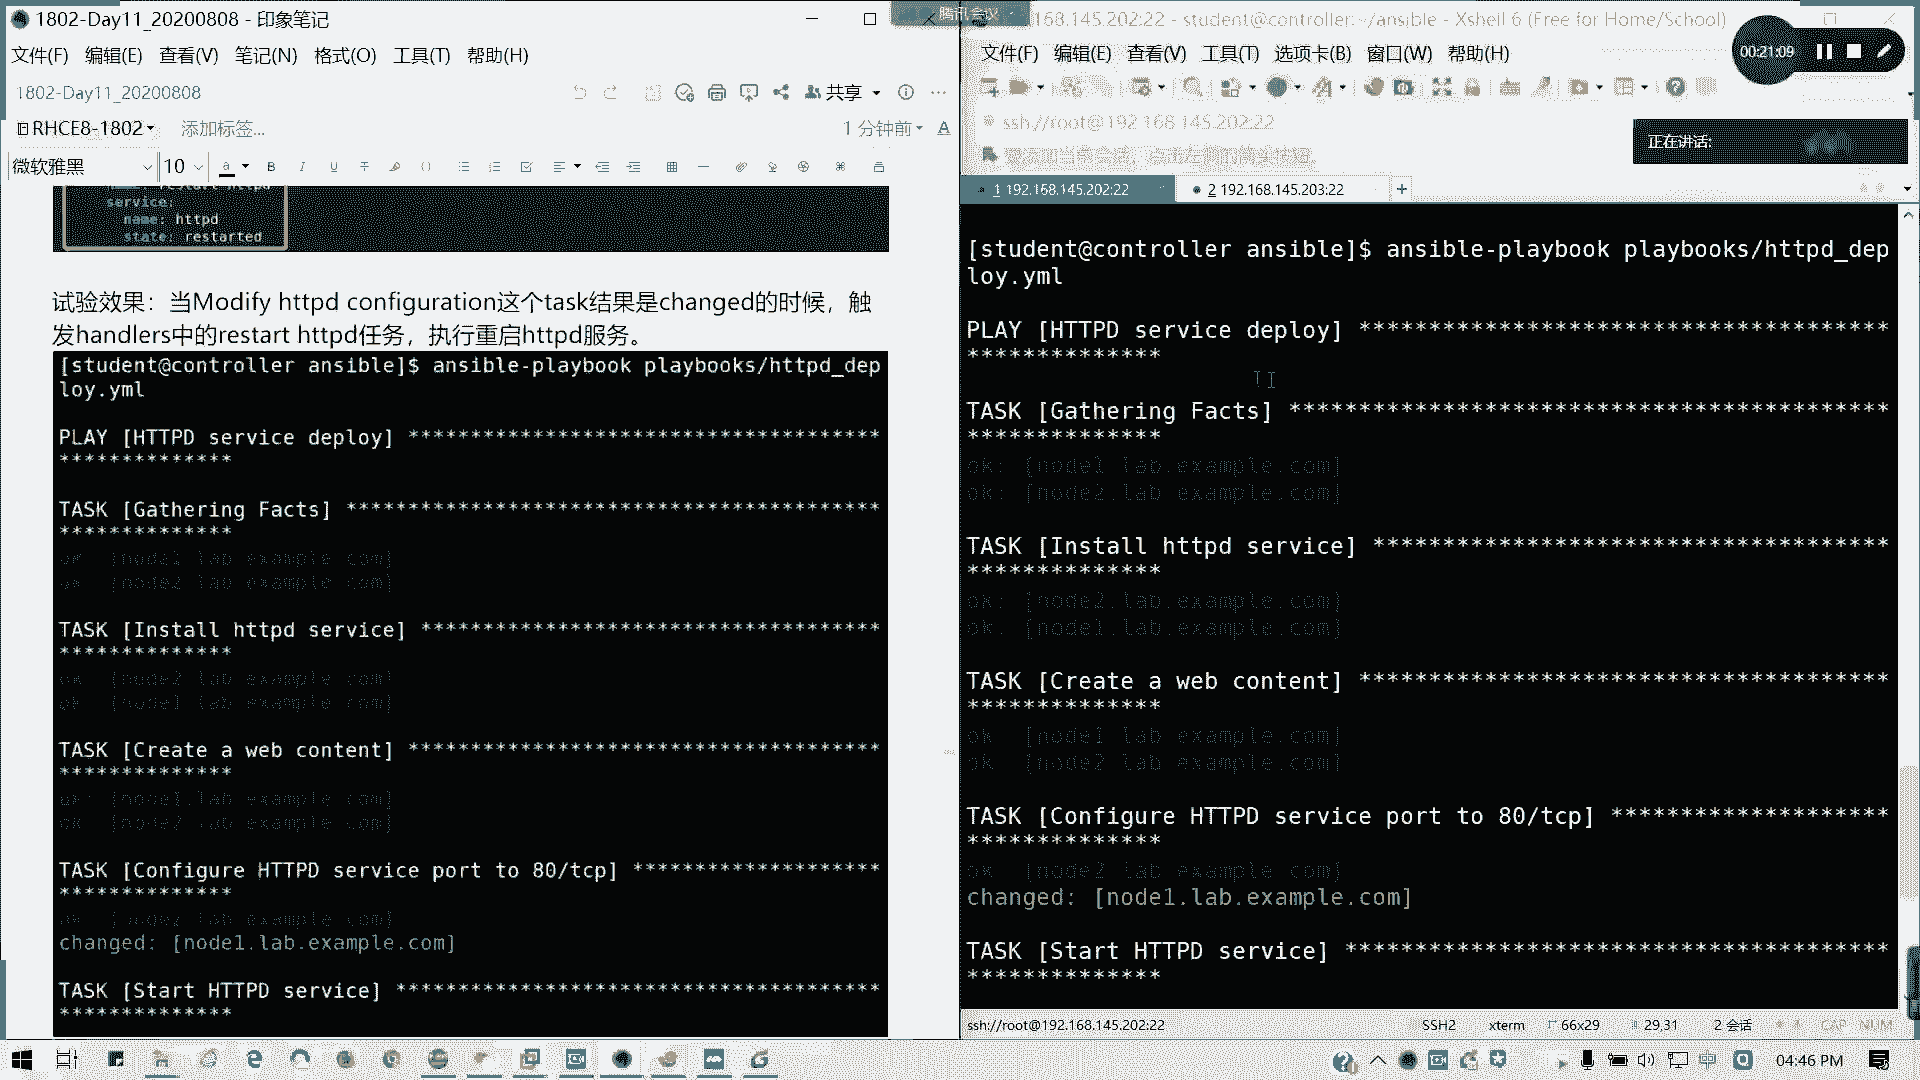 1802-Day11_20200808 - 印象笔记
文件(F) 编辑(E) 查看(V) 笔记(N) 格式(O) 工具(T) 帮助(H)
1802-Day11_20200808
共享
RHCE8-1802
添加标签...
1 分钟前
微软雅黑 10
restart httpd
service:
name: httpd
state: restarted
试验效果：当Modify httpd configuration这个task结果是changed的时候，触
发handlers中的restart httpd任务，执行重启httpd服务。
[student@controller ansible]$ ansible-playbook playbooks/httpd_dep
loy.yml
PLAY [HTTPD service deploy] **************************************
**************
TASK [Gathering Facts] *******************************************
**************
ok: [node1.lab.example.com]
ok: [node2.lab.example.com]
TASK [Install httpd service] *************************************
**************
ok: [node2.lab.example.com]
ok: [node1.lab.example.com]
TASK [Create a web content] **************************************
**************
ok: [node1.lab.example.com]
ok: [node2.lab.example.com]
TASK [Configure HTTPD service port to 80/tcp] ********************
**************
ok: [node2.lab.example.com]
changed: [node1.lab.example.com]
TASK [Start HTTPD service] ***************************************
**************
腾讯会议
168.145.202:22 - student@controller:~/ansible - Xshell 6 (Free for Home/School)
文件(F) 编辑(E) 查看(V) 工具(T) 选项卡(B) 窗口(W) 帮助(H)
00:21:09
ssh://root@192.168.145.202:22
正在讲话:
1 192.168.145.202:22
2 192.168.145.203:22
[student@controller ansible]$ ansible-playbook playbooks/httpd_dep
loy.yml
PLAY [HTTPD service deploy] **************************************
**************
TASK [Gathering Facts] *******************************************
**************
ok: [node1.lab.example.com]
ok: [node2.lab.example.com]
TASK [Install httpd service] *************************************
**************
ok: [node2.lab.example.com]
ok: [node1.lab.example.com]
TASK [Create a web content] **************************************
**************
ok: [node1.lab.example.com]
ok: [node2.lab.example.com]
TASK [Configure HTTPD service port to 80/tcp] ********************
**************
ok: [node2.lab.example.com]
changed: [node1.lab.example.com]
TASK [Start HTTPD service] ***************************************
**************
ssh://root@192.168.145.202:22
SSH2 xterm 66x29 29,31 2 会话 CAP NUM
04:46 PM